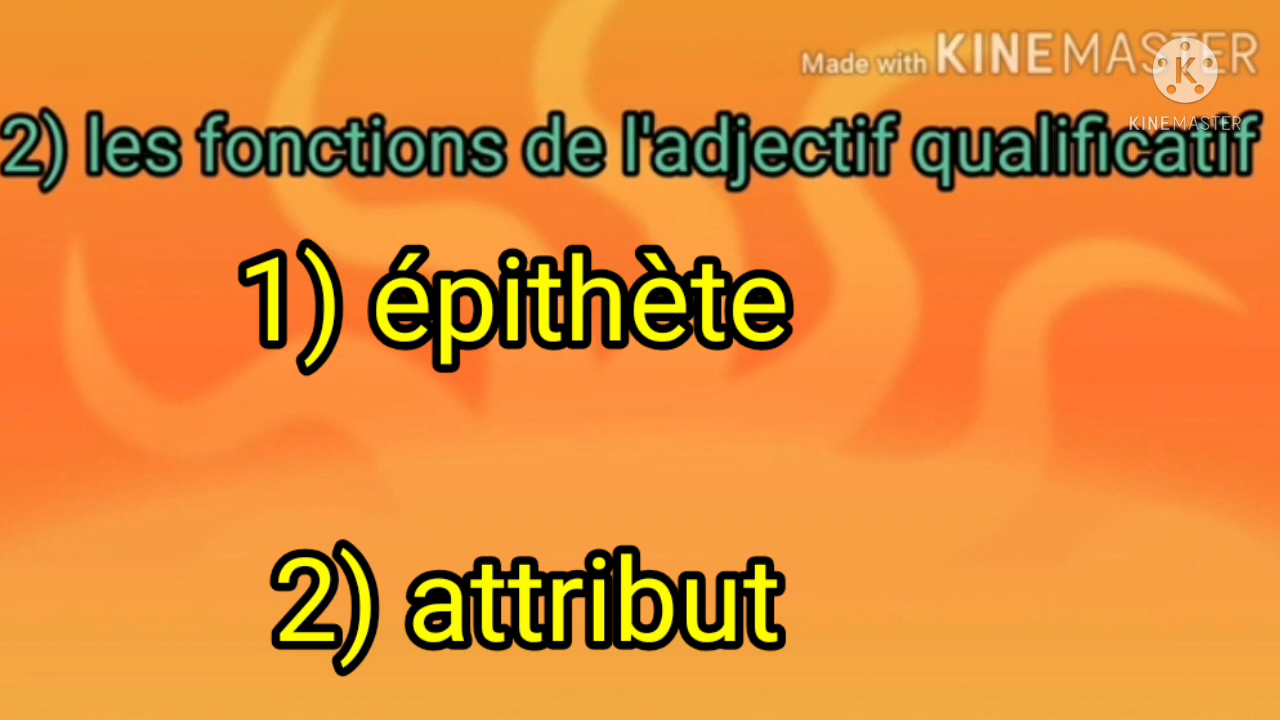 Made with KINEMASTER
K
KINEMASTER
2) les fonctions de l'adjectif qualificatif
1) épithète
2) attribut